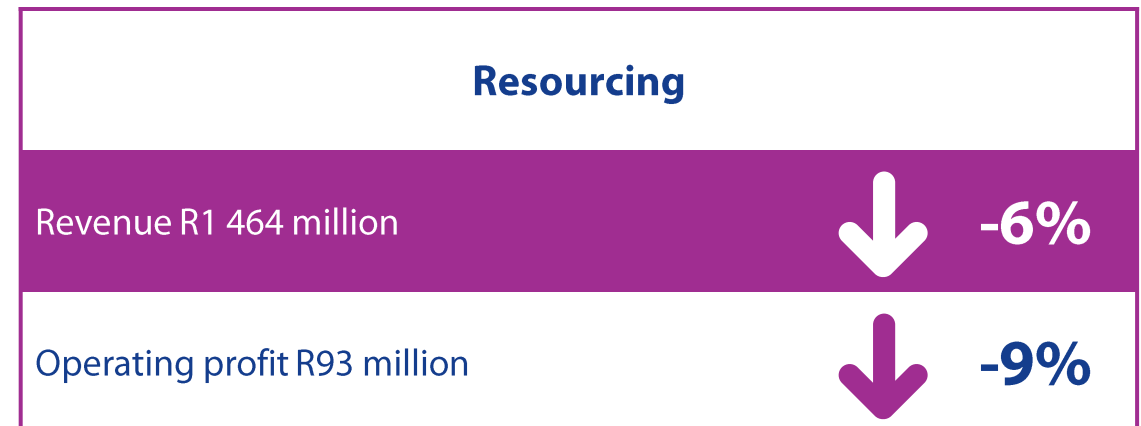 Resourcing
Revenue R1 464 million -6%
Operating profit R93 million -9%